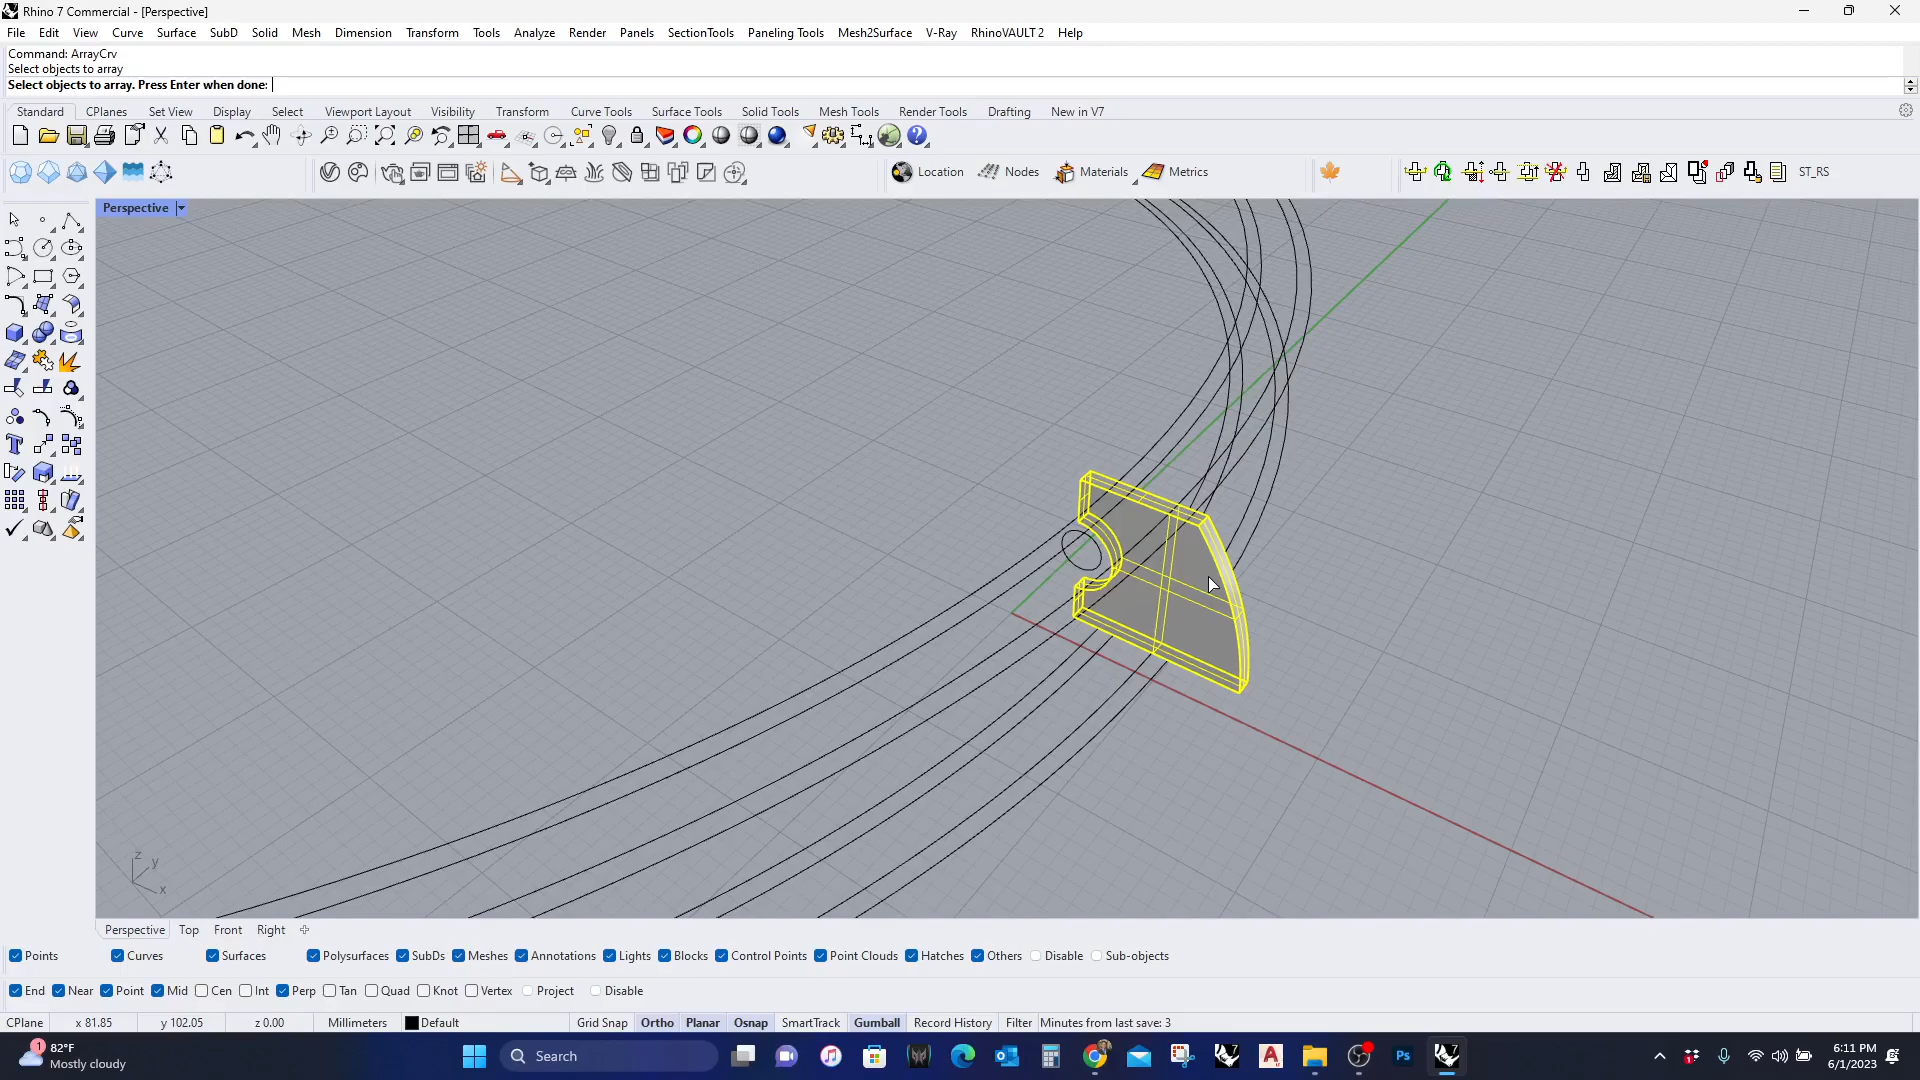 Rhino 7 Commercial - [Perspective]
File Edit View Curve Surface SubD Solid Mesh Dimension Transform Tools Analyze Render Panels SectionTools Paneling Tools Mesh2Surface V-Ray RhinoVAULT 2 Help
Command: ArrayCrv
Select objects to array
Select objects to array. Press Enter when done:
Standard CPlanes Set View Display Select Viewport Layout Visibility Transform Curve Tools Surface Tools Solid Tools Mesh Tools Render Tools Drafting New in V7
Location Nodes Materials Metrics ST_RS
Perspective
z
y
x
Perspective Top Front Right
Points Curves Surfaces Polysurfaces SubDs Meshes Annotations Lights Blocks Control Points Point Clouds Hatches Others Disable Sub-objects
End Near Point Mid Cen Int Perp Tan Quad Knot Vertex Project Disable
CPlane x 81.85 y 102.05 z 0.00 Millimeters Default Grid Snap Ortho Planar Osnap SmartTrack Gumball Record History Filter Minutes from last save: 3
1
82°F
Mostly cloudy
Search
Ps
6:11 PM
6/1/2023